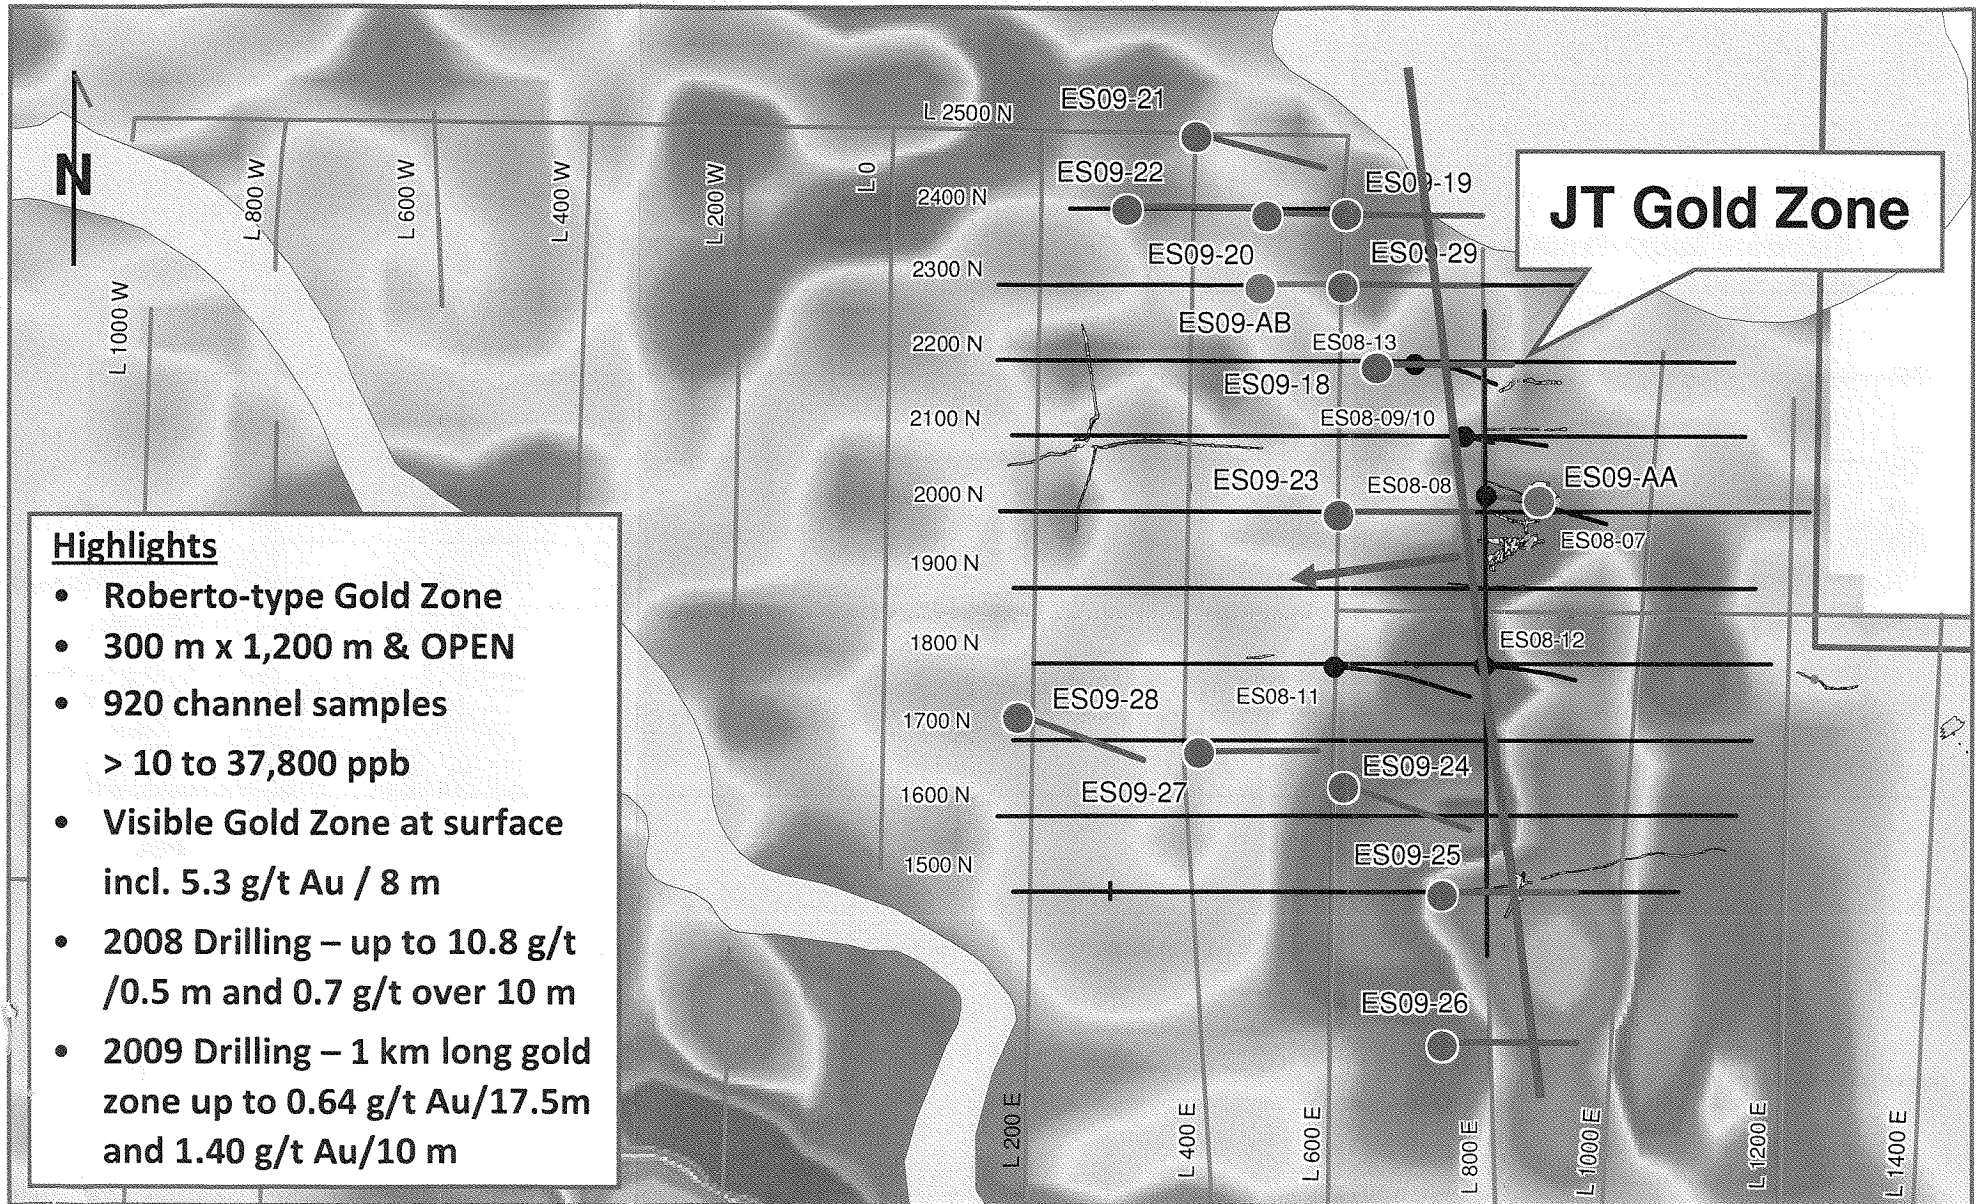 ES09-21
L 2500 N
N
ES09-22
ES09-19
2400 N
L 1000 W
L 800 W
L 600 W
L 400 W
L 200 W
L 0
JT Gold Zone
ES09-20
ES09-29
2300 N
ES09-AB
2200 N
ES08-13
ES09-18
2100 N
ES08-09/10
ES09-23
ES08-08
ES09-AA
2000 N
ES08-07
1900 N
1800 N
ES08-12
ES09-28
ES08-11
1700 N
ES09-24
ES09-27
1600 N
ES09-25
1500 N
ES09-26
L 200 E
L 400 E
L 600 E
L 800 E
L 1000 E
L 1200 E
L 1400 E
Highlights
• Roberto-type Gold Zone
• 300 m x 1,200 m & OPEN
• 920 channel samples
> 10 to 37,800 ppb
• Visible Gold Zone at surface
incl. 5.3 g/t Au / 8 m
• 2008 Drilling – up to 10.8 g/t
/0.5 m and 0.7 g/t over 10 m
• 2009 Drilling – 1 km long gold
zone up to 0.64 g/t Au/17.5m
and 1.40 g/t Au/10 m